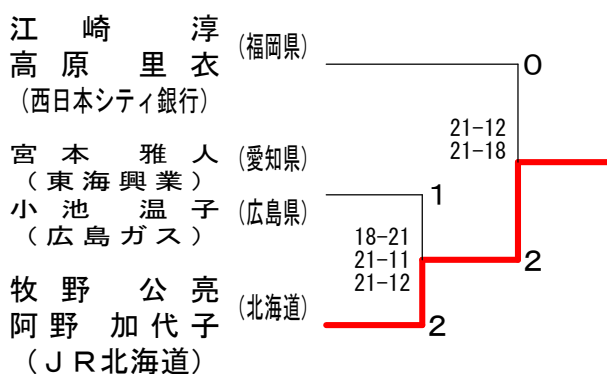 江崎 淳 (福岡県)
高原 里衣
(西日本シティ銀行)
0
21-12
21-18
宮本 雅人 (愛知県)
(東海興業)
小池 温子 (広島県)
(広島ガス)
1
18-21
21-11
21-12
2
牧野 公亮
阿野 加代子 (北海道)
(JR北海道)
2